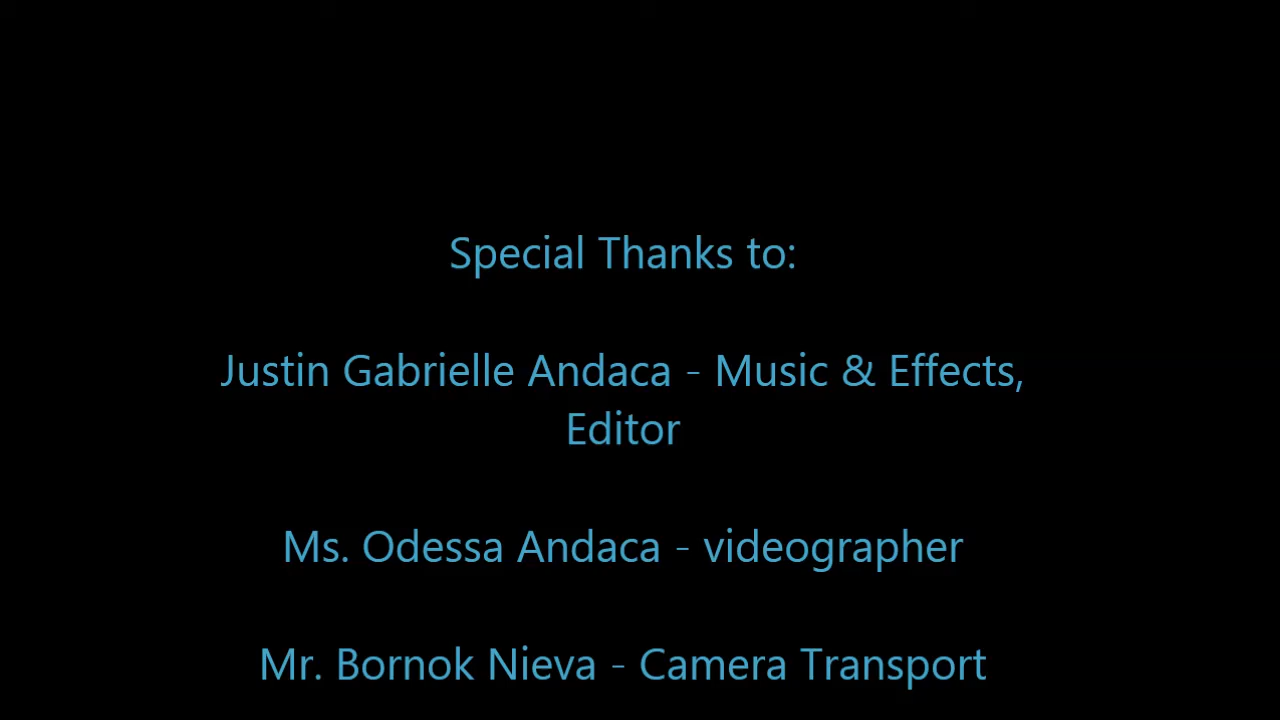 Special Thanks to:
Justin Gabrielle Andaca - Music & Effects,
Editor
Ms. Odessa Andaca - videographer
Mr. Bornok Nieva - Camera Transport